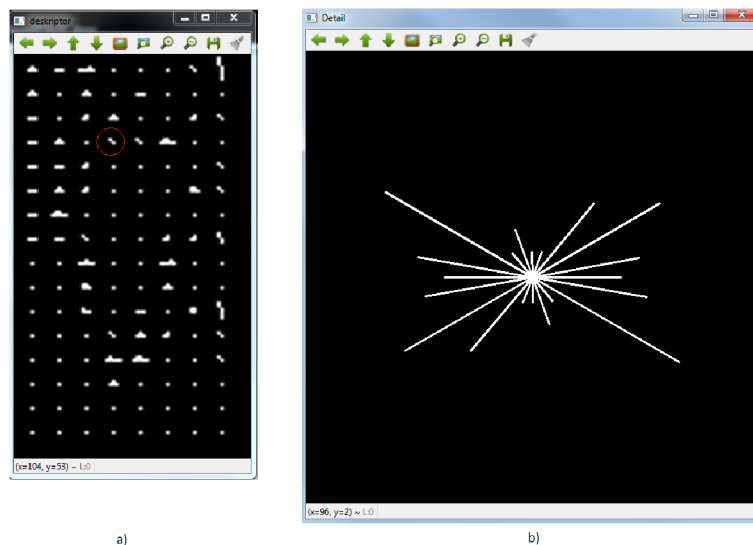 deskriptor
(x=104, y=53) ~ L:0
a)
Detail
(x=96, y=2) ~ L:0
b)